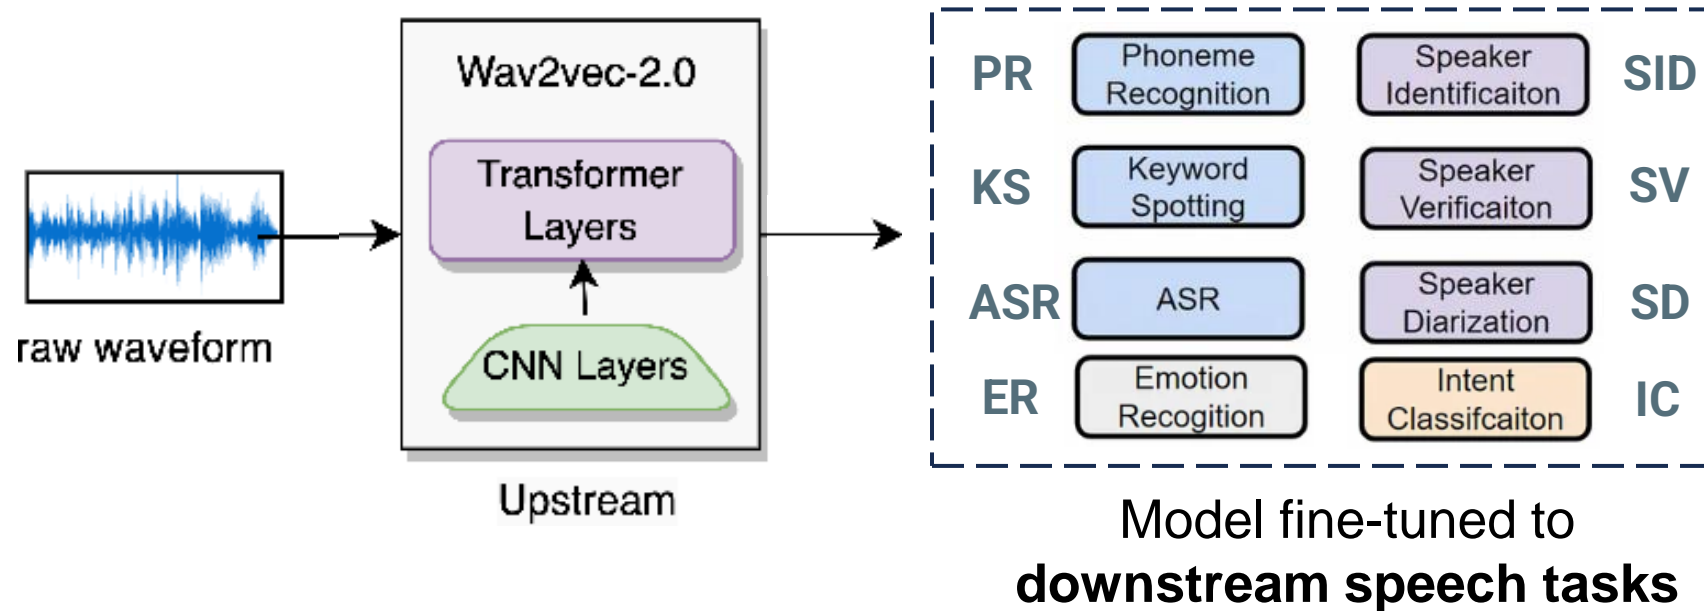 raw waveform
Wav2vec-2.0
Transformer
Layers
CNN Layers
Upstream
PR
Phoneme
Recognition
Speaker
Identificaiton
SID
KS
Keyword
Spotting
Speaker
Verificaiton
SV
ASR
ASR
Speaker
Diarization
SD
ER
Emotion
Recogition
Intent
Classifcaiton
IC
Model fine-tuned to
downstream speech tasks